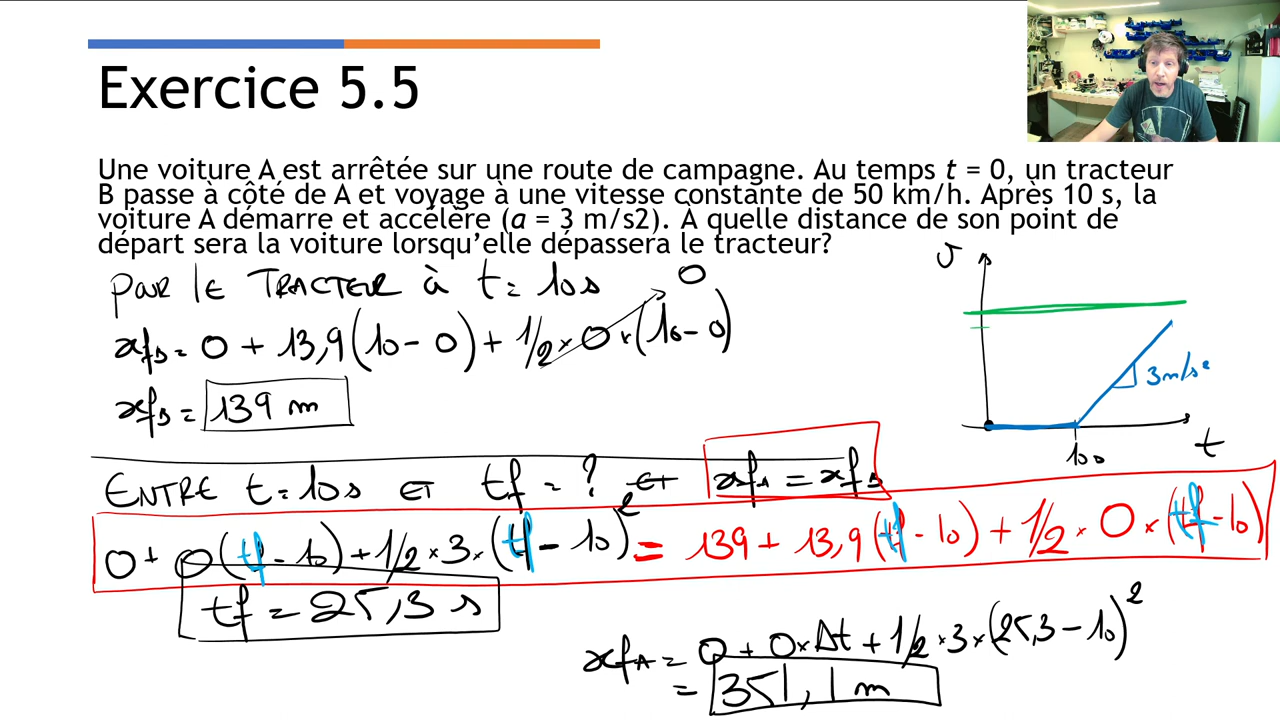 Exercice 5.5
Une voiture A est arrêtée sur une route de campagne. Au temps t = 0, un tracteur
B passe à côté de A et voyage à une vitesse constante de 50 km/h. Après 10 s, la
voiture A démarre et accélère (a = 3 m/s2). À quelle distance de son point de
départ sera la voiture lorsqu'elle dépassera le tracteur?
POUR LE TRACTEUR à t = 10 s
xfB = 0 + 13,9(10 - 0) + 1/2 × 0 × (10 - 0) 0
xfB = 139 m
v
3 m/s²
10 s
t
ENTRE t = 10 s ET tf = ? ET xfA = xfB
0 + 0(tf - 10) + 1/2 × 3 × (tf - 10)² = 139 + 13,9(tf - 10) + 1/2 × 0 × (tf - 10)
tf = 25,3 s
xfA = 0 + 0 × Δt + 1/2 × 3 × (25,3 - 10)²
= 351,1 m